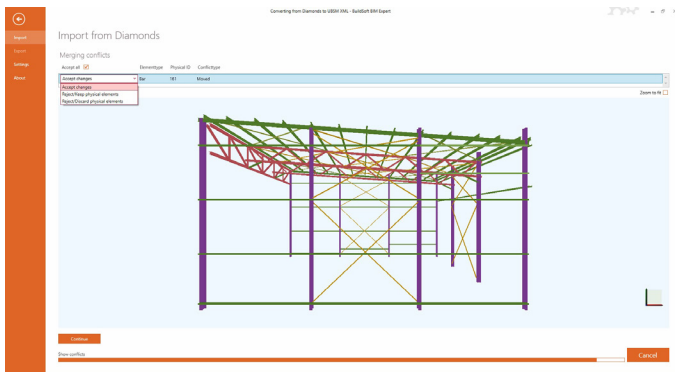 Converting from Diamonds to UBIM XML - BuildSoft BIM Expert
Import from Diamonds
Import
Export
Settings
About
Merging conflicts
Accept all
Elementtype Physical ID Conflicttype
Accept changes Bar 161 Moved
Accept changes
Reject/Keep physical elements
Reject/Discard physical elements
Zoom to fit
Continue
Show conflicts
Cancel